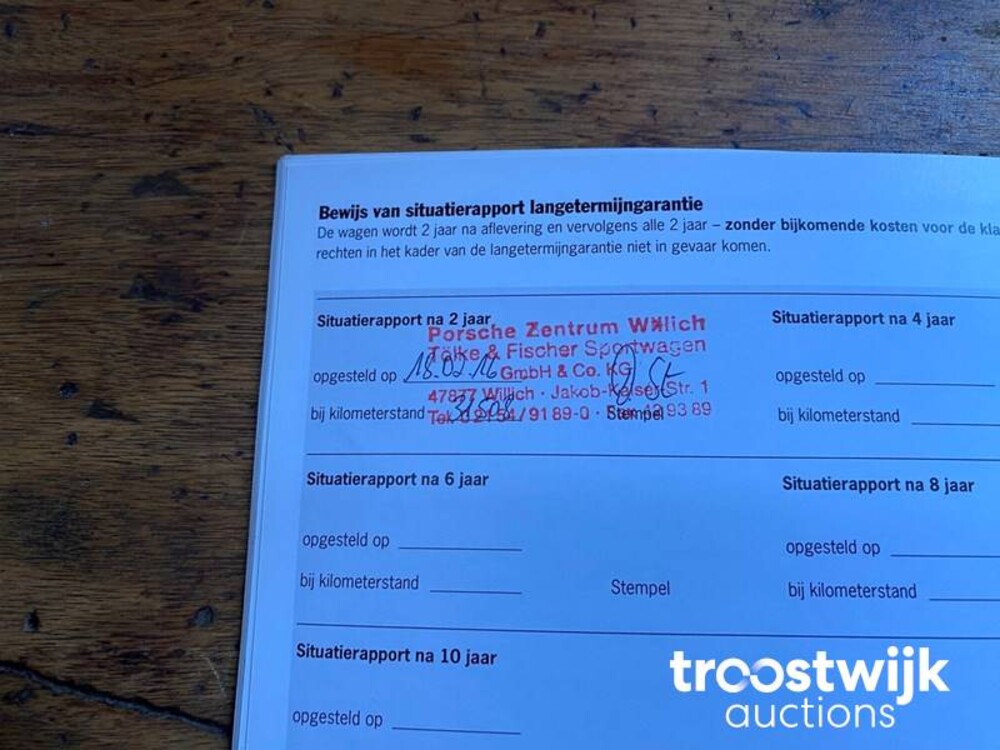 Bewijs van situatierapport langetermijngarantie
De wagen wordt 2 jaar na aflevering en vervolgens alle 2 jaar – zonder bijkomende kosten voor de kla
rechten in het kader van de langetermijngarantie niet in gevaar komen.
Situatierapport na 2 jaar
Porsche Zentrum Willich
Tölke & Fischer Sportwagen
GmbH & Co. KG
47877 Willich · Jakob-Kaiser-Str. 1
opgesteld op 18.02.16
bij kilometerstand
Stempel
Situatierapport na 4 jaar
opgesteld op
bij kilometerstand
Situatierapport na 6 jaar
opgesteld op
bij kilometerstand
Stempel
Situatierapport na 8 jaar
opgesteld op
bij kilometerstand
Situatierapport na 10 jaar
opgesteld op
troostwijk
auctions